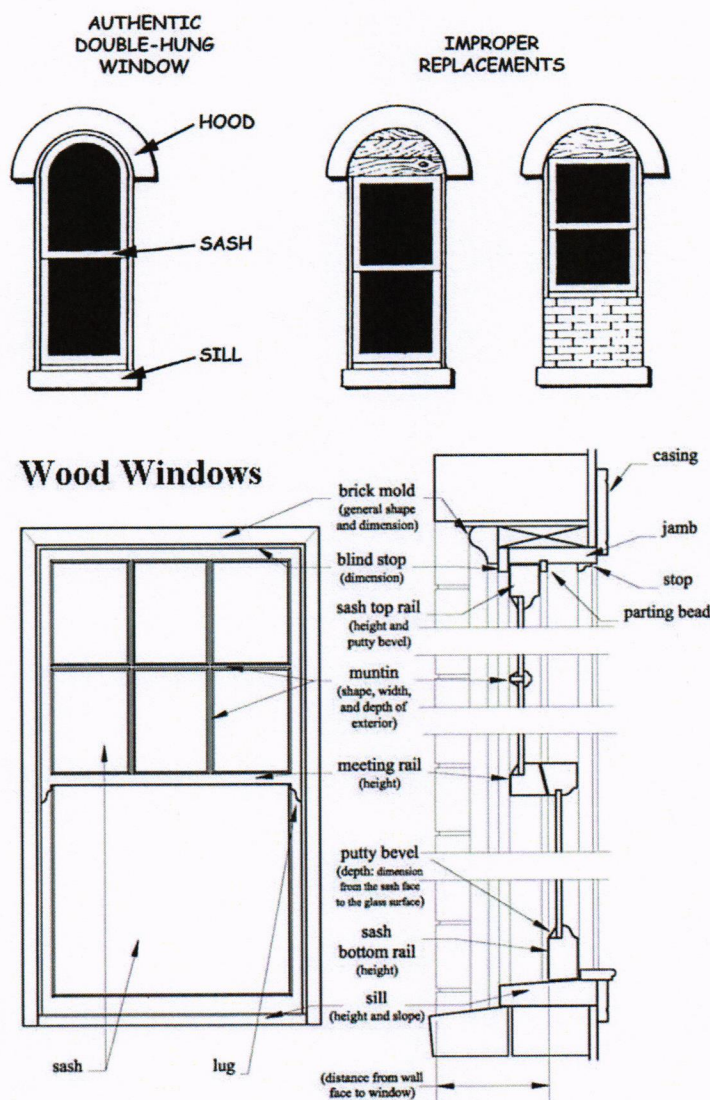 AUTHENTIC
DOUBLE-HUNG
WINDOW
IMPROPER
REPLACEMENTS
HOOD
SASH
SILL
Wood Windows
casing
brick mold
(general shape
and dimension)
jamb
blind stop
(dimension)
stop
sash top rail
(height and
putty bevel)
parting bead
muntin
(shape, width,
and depth of
exterior)
meeting rail
(height)
putty bevel
(depth: dimension
from the sash face
to the glass surface)
sash
bottom rail
(height)
sill
(height and slope)
sash
lug
(distance from wall
face to window)